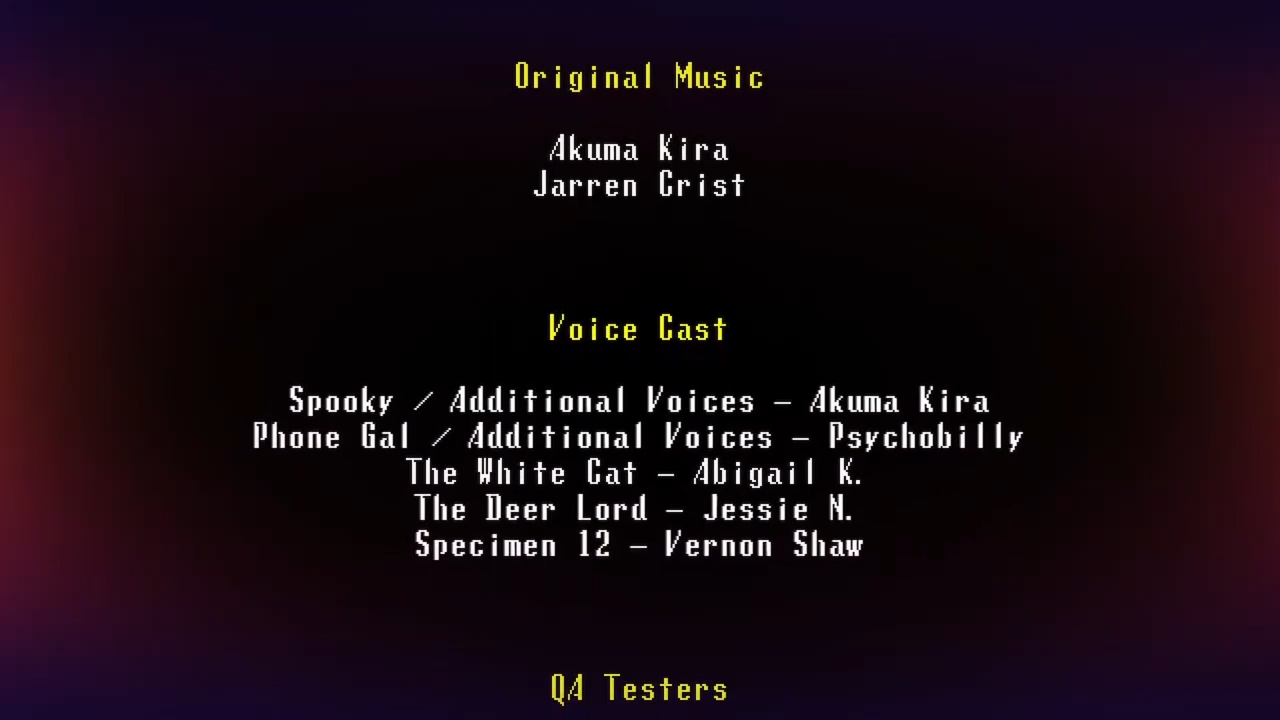 Original Music
Akuma Kira
Jarren Crist
Voice Cast
Spooky / Additional Voices - Akuma Kira
Phone Gal / Additional Voices - Psychobilly
The White Cat - Abigail K.
The Deer Lord - Jessie N.
Specimen 12 - Vernon Shaw
QA Testers